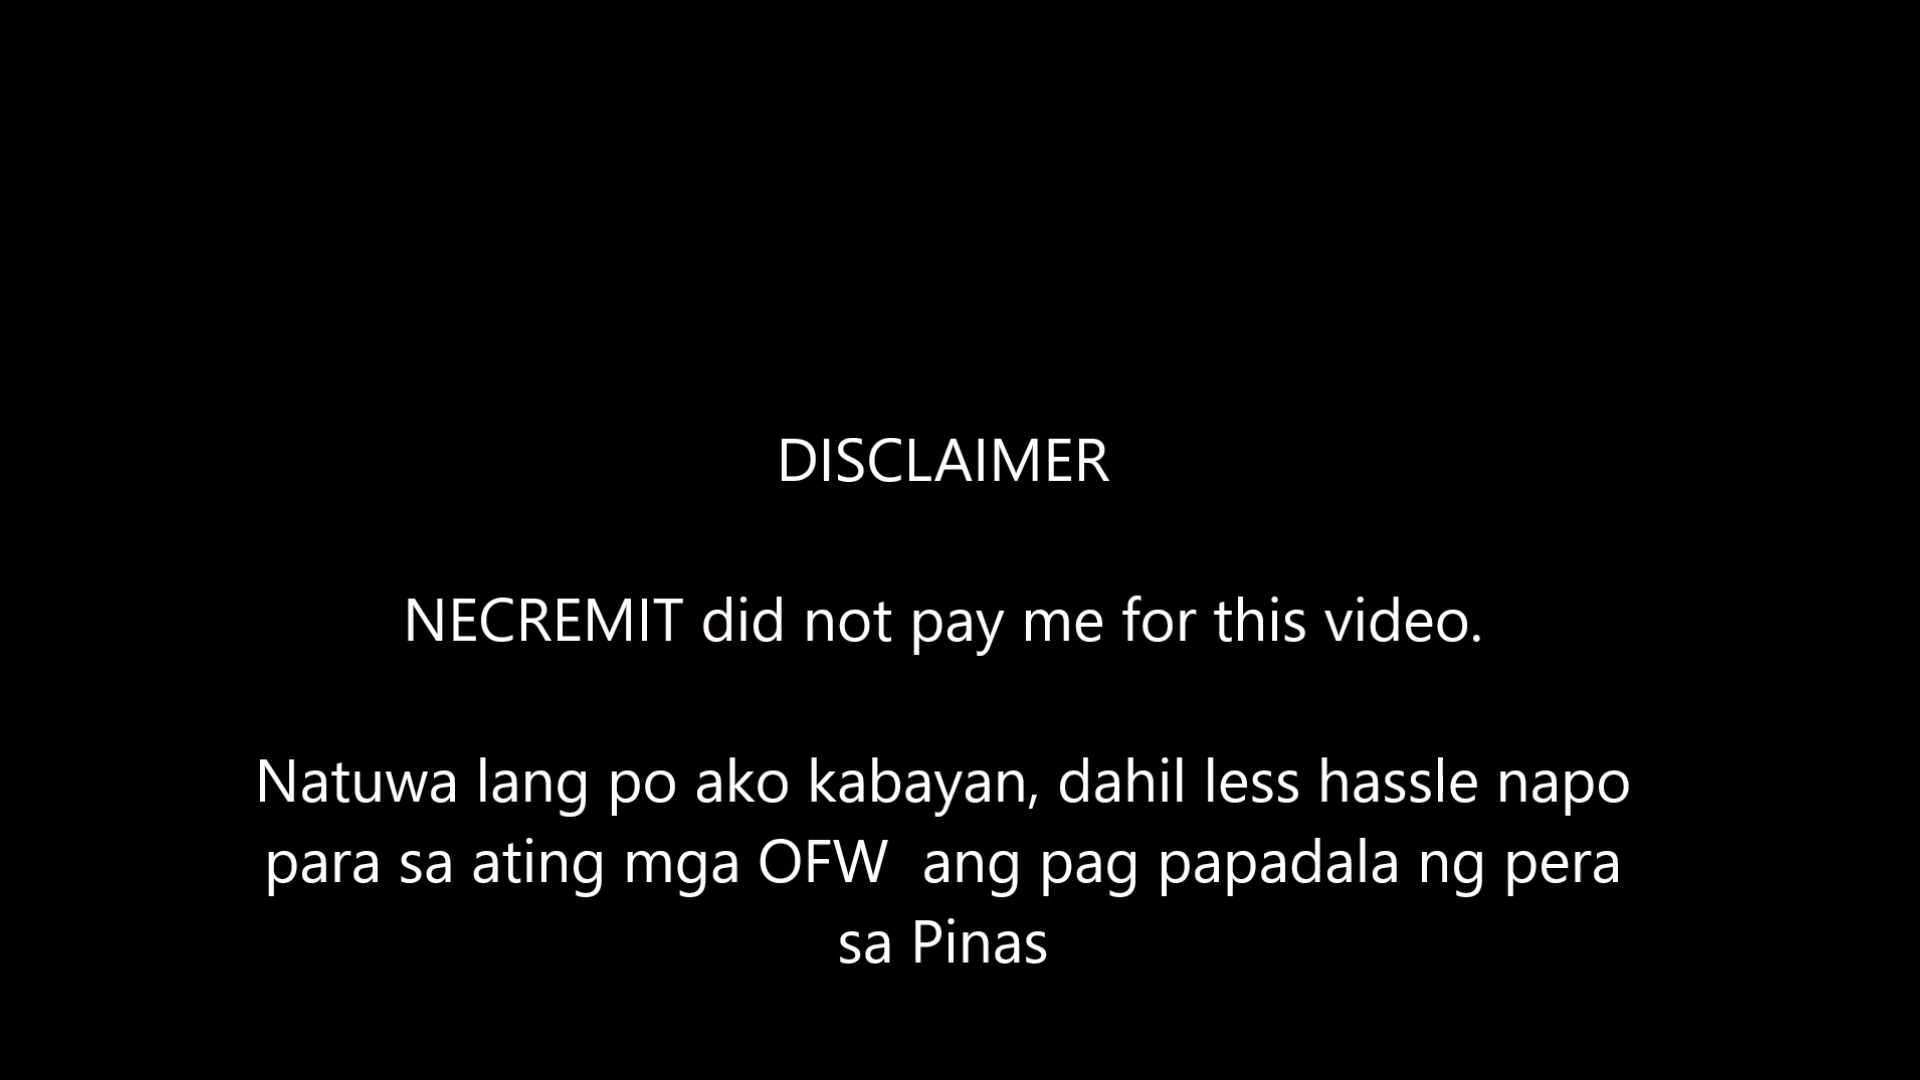 DISCLAIMER
NECREMIT did not pay me for this video.
Natuwa lang po ako kabayan, dahil less hassle napo
para sa ating mga OFW  ang pag papadala ng pera
sa Pinas